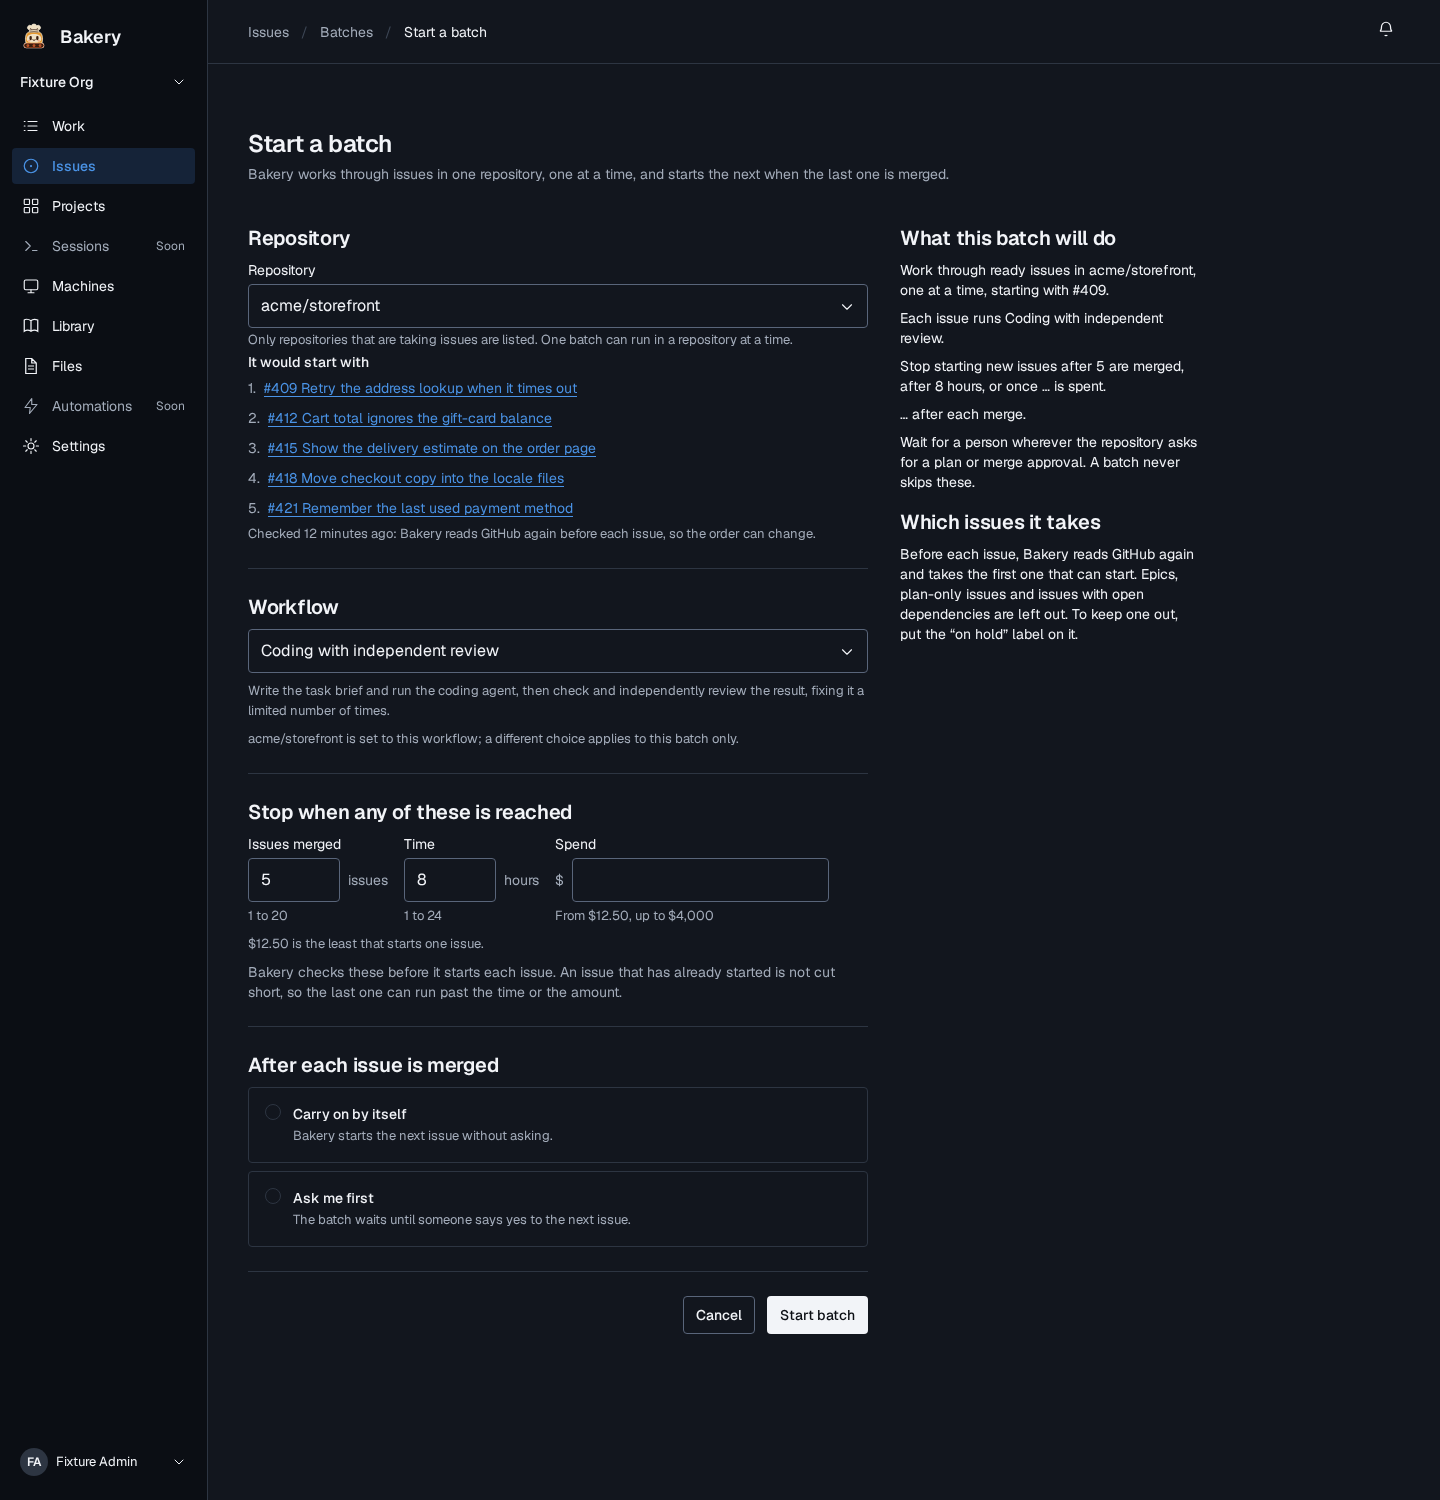 Bakery
Fixture Org
Work
Issues
Projects
Sessions Soon
Machines
Library
Files
Automations Soon
Settings
FA Fixture Admin
Issues / Batches / Start a batch
Start a batch
Bakery works through issues in one repository, one at a time, and starts the next when the last one is merged.
Repository
Repository
acme/storefront
Only repositories that are taking issues are listed. One batch can run in a repository at a time.
It would start with
1. #409 Retry the address lookup when it times out
2. #412 Cart total ignores the gift-card balance
3. #415 Show the delivery estimate on the order page
4. #418 Move checkout copy into the locale files
5. #421 Remember the last used payment method
Checked 12 minutes ago: Bakery reads GitHub again before each issue, so the order can change.
Workflow
Coding with independent review
Write the task brief and run the coding agent, then check and independently review the result, fixing it a
limited number of times.
acme/storefront is set to this workflow; a different choice applies to this batch only.
Stop when any of these is reached
Issues merged Time Spend
5 issues 8 hours $
1 to 20 1 to 24 From $12.50, up to $4,000
$12.50 is the least that starts one issue.
Bakery checks these before it starts each issue. An issue that has already started is not cut
short, so the last one can run past the time or the amount.
After each issue is merged
Carry on by itself
Bakery starts the next issue without asking.
Ask me first
The batch waits until someone says yes to the next issue.
Cancel Start batch
What this batch will do
Work through ready issues in acme/storefront,
one at a time, starting with #409.
Each issue runs Coding with independent
review.
Stop starting new issues after 5 are merged,
after 8 hours, or once … is spent.
… after each merge.
Wait for a person wherever the repository asks
for a plan or merge approval. A batch never
skips these.
Which issues it takes
Before each issue, Bakery reads GitHub again
and takes the first one that can start. Epics,
plan-only issues and issues with open
dependencies are left out. To keep one out,
put the “on hold” label on it.